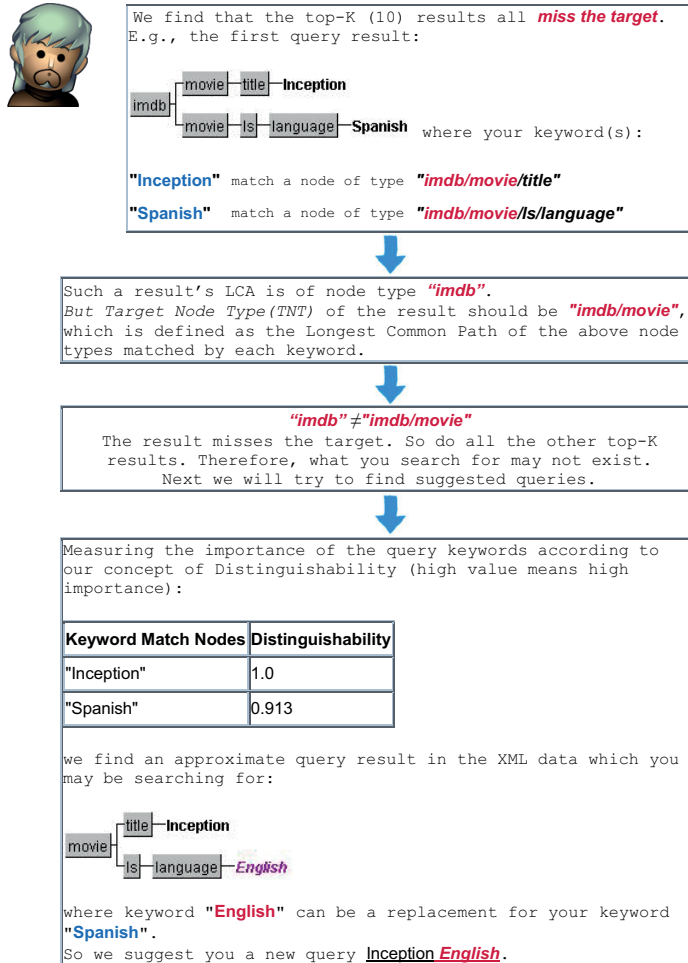 We find that the top-K (10) results all miss the target.
E.g., the first query result:
movie title Inception
imdb
movie ls language Spanish where your keyword(s):
"Inception" match a node of type "imdb/movie/title"
"Spanish" match a node of type "imdb/movie/ls/language"
Such a result's LCA is of node type “imdb”.
But Target Node Type(TNT) of the result should be "imdb/movie",
which is defined as the Longest Common Path of the above node
types matched by each keyword.
“imdb” ≠"imdb/movie"
The result misses the target. So do all the other top-K
results. Therefore, what you search for may not exist.
Next we will try to find suggested queries.
Measuring the importance of the query keywords according to
our concept of Distinguishability (high value means high
importance):
Keyword Match Nodes Distinguishability
"Inception" 1.0
"Spanish" 0.913
we find an approximate query result in the XML data which you
may be searching for:
title Inception
movie
ls language English
where keyword "English" can be a replacement for your keyword
"Spanish".
So we suggest you a new query Inception English.